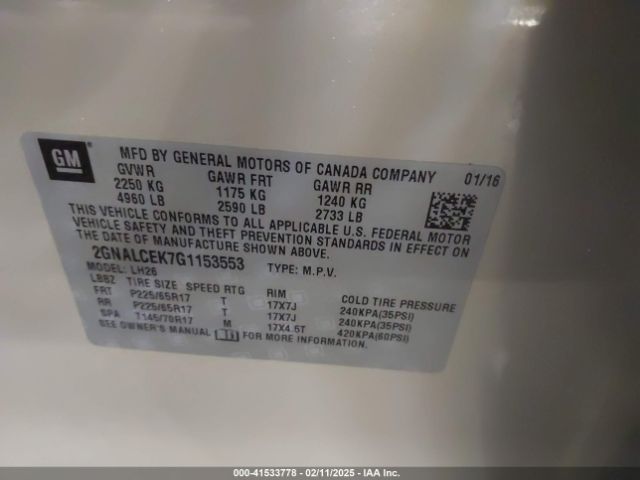 GM
MFD BY GENERAL MOTORS OF CANADA COMPANY 01/16
GVWR GAWR FRT GAWR RR
2250 KG 1175 KG 1240 KG
4960 LB 2590 LB 2733 LB
THIS VEHICLE CONFORMS TO ALL APPLICABLE U.S. FEDERAL MOTOR
VEHICLE SAFETY AND THEFT PREVENTION STANDARDS IN EFFECT ON
THE DATE OF MANUFACTURE SHOWN ABOVE.
2GNALCEK7G1153553 TYPE: M.P.V.
MODEL: LH26
LBBZ TIRE SIZE SPEED RTG RIM COLD TIRE PRESSURE
FRT P225/65R17 T 17X7J 240KPA(35PSI)
RR P225/65R17 T 17X7J 240KPA(35PSI)
SPA T145/70R17 M 17X4.5T 420KPA(60PSI)
SEE OWNER'S MANUAL FOR MORE INFORMATION.
000-41533778 - 02/11/2025 - IAA Inc.